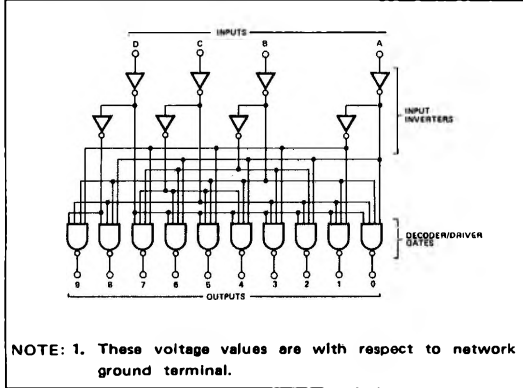 INPUTS
D C B A
INPUT
INVERTERS
DECODER/DRIVER
GATES
9 8 7 6 5 4 3 2 1 0
OUTPUTS
NOTE: 1. These voltage values are with respect to network
ground terminal.